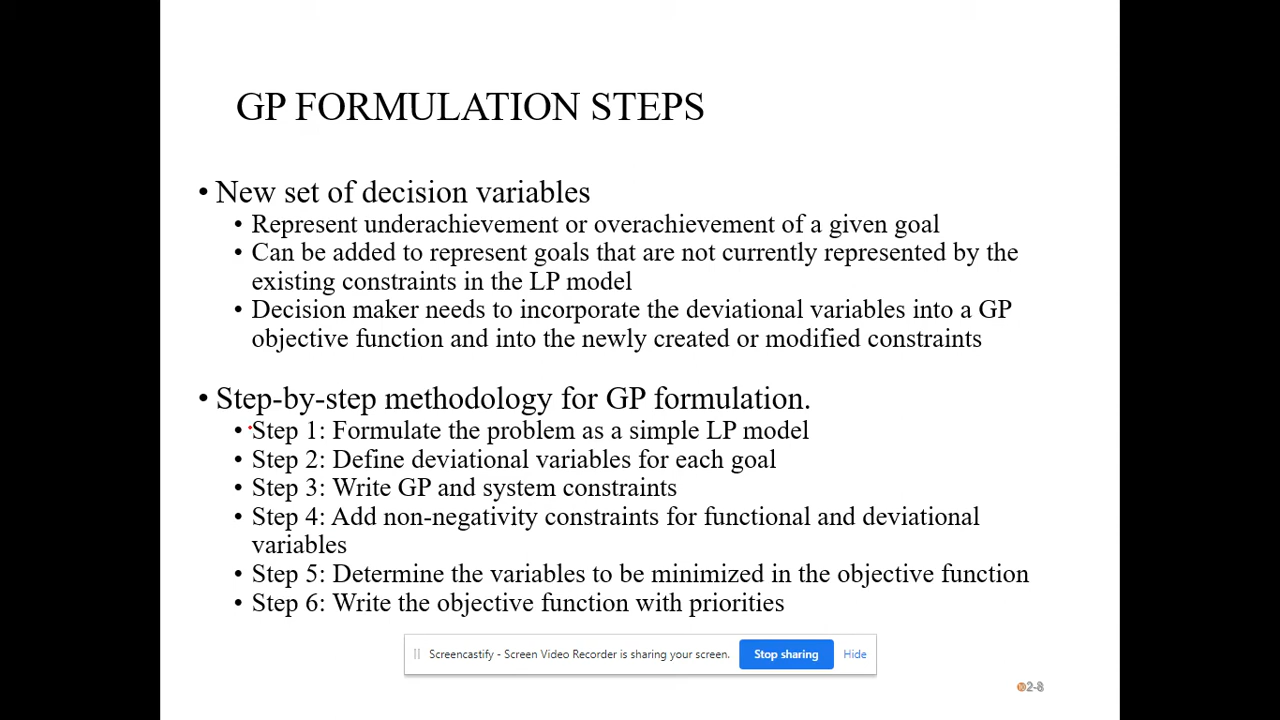 GP FORMULATION STEPS
• New set of decision variables
• Represent underachievement or overachievement of a given goal
• Can be added to represent goals that are not currently represented by the
existing constraints in the LP model
• Decision maker needs to incorporate the deviational variables into a GP
objective function and into the newly created or modified constraints
• Step-by-step methodology for GP formulation.
• Step 1: Formulate the problem as a simple LP model
• Step 2: Define deviational variables for each goal
• Step 3: Write GP and system constraints
• Step 4: Add non-negativity constraints for functional and deviational
variables
• Step 5: Determine the variables to be minimized in the objective function
• Step 6: Write the objective function with priorities
Screencastify - Screen Video Recorder is sharing your screen. Stop sharing Hide
2-8